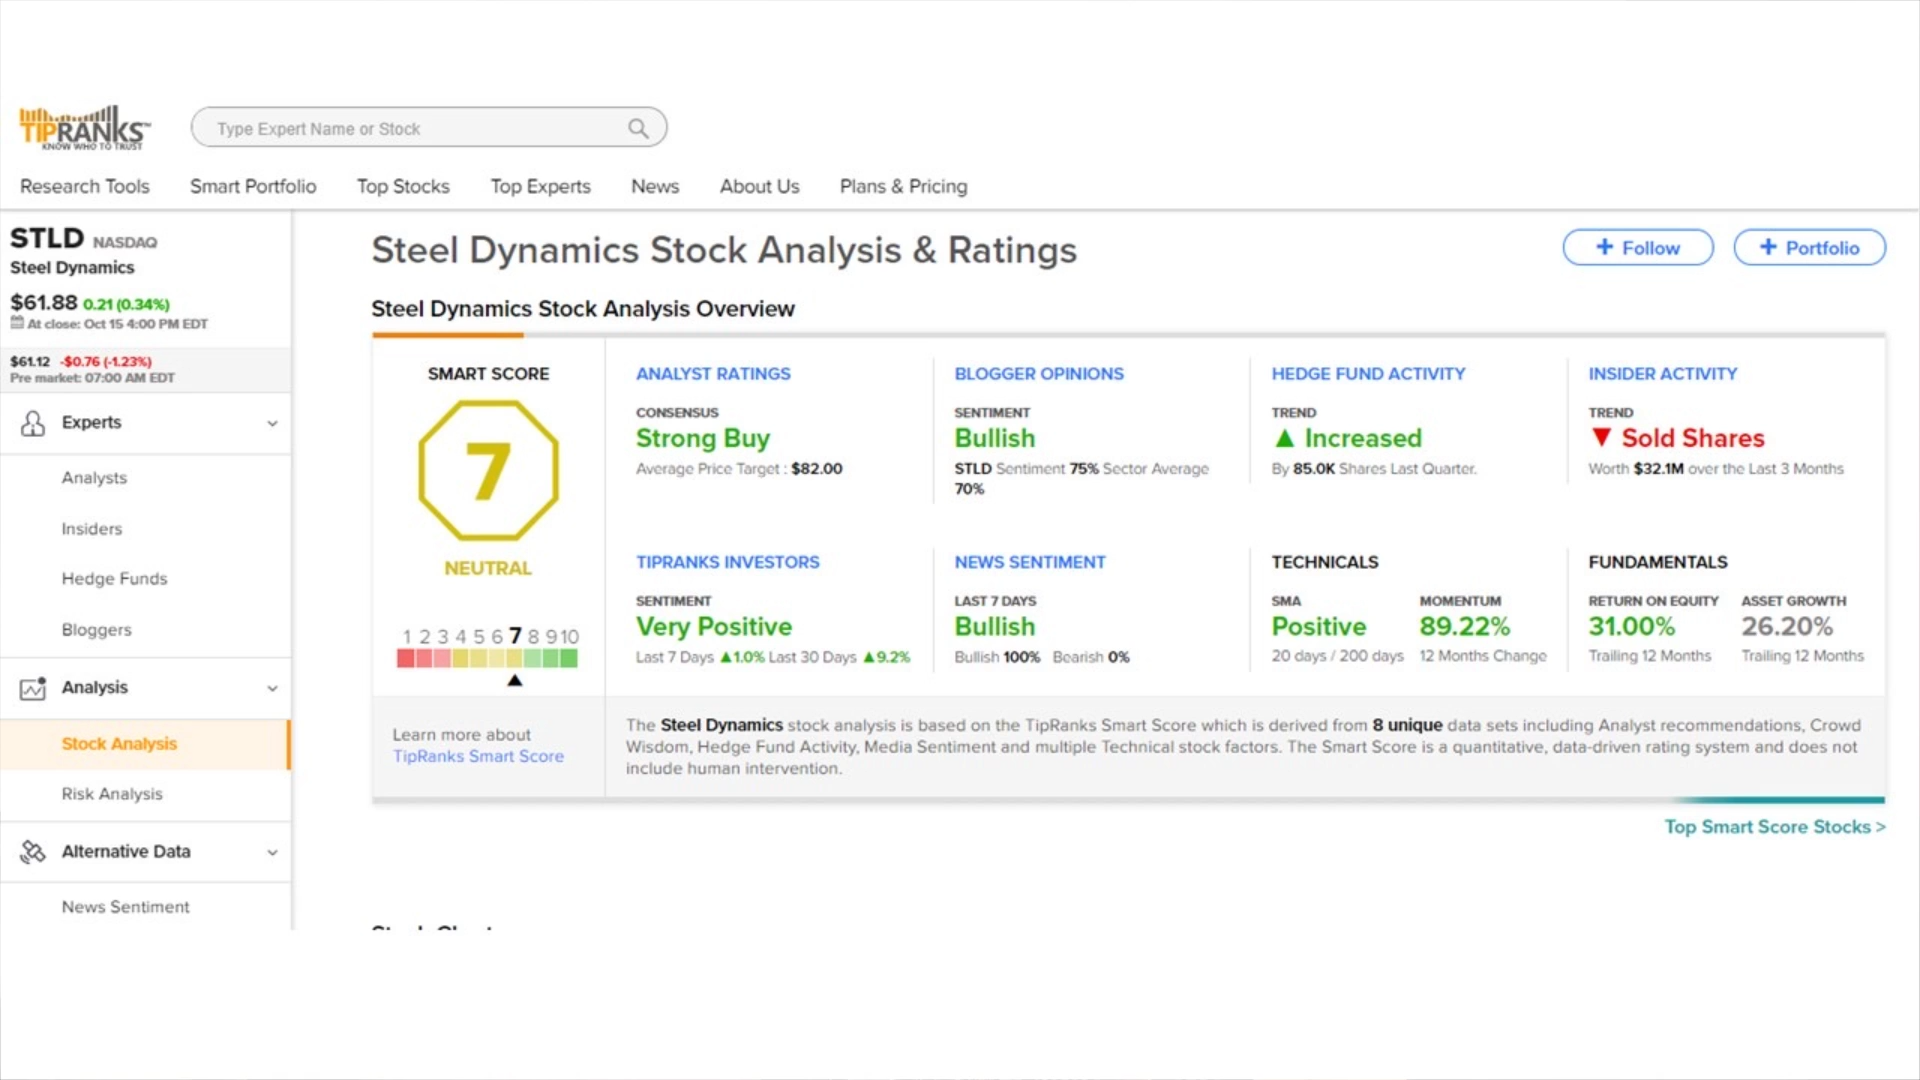 TIPRANKS™
KNOW WHO TO TRUST
Type Expert Name or Stock
Research Tools Smart Portfolio Top Stocks Top Experts News About Us Plans & Pricing
STLD NASDAQ
Steel Dynamics
$61.88 0.21 (0.34%)
At close: Oct 15 4:00 PM EDT
$61.12 -$0.76 (-1.23%)
Pre market: 07:00 AM EDT
Experts
Analysts
Insiders
Hedge Funds
Bloggers
Analysis
Stock Analysis
Risk Analysis
Alternative Data
News Sentiment
Steel Dynamics Stock Analysis & Ratings
+ Follow
+ Portfolio
Steel Dynamics Stock Analysis Overview
SMART SCORE
7
NEUTRAL
1 2 3 4 5 6 7 8 9 10
ANALYST RATINGS
CONSENSUS
Strong Buy
Average Price Target : $82.00
BLOGGER OPINIONS
SENTIMENT
Bullish
STLD Sentiment 75% Sector Average
70%
HEDGE FUND ACTIVITY
TREND
▲ Increased
By 85.0K Shares Last Quarter.
INSIDER ACTIVITY
TREND
▼ Sold Shares
Worth $32.1M over the Last 3 Months
TIPRANKS INVESTORS
SENTIMENT
Very Positive
Last 7 Days ▲1.0% Last 30 Days ▲9.2%
NEWS SENTIMENT
LAST 7 DAYS
Bullish
Bullish 100% Bearish 0%
TECHNICALS
SMA
Positive
20 days / 200 days
MOMENTUM
89.22%
12 Months Change
FUNDAMENTALS
RETURN ON EQUITY
31.00%
Trailing 12 Months
ASSET GROWTH
26.20%
Trailing 12 Months
Learn more about
TipRanks Smart Score
The Steel Dynamics stock analysis is based on the TipRanks Smart Score which is derived from 8 unique data sets including Analyst recommendations, Crowd
Wisdom, Hedge Fund Activity, Media Sentiment and multiple Technical stock factors. The Smart Score is a quantitative, data-driven rating system and does not
include human intervention.
Top Smart Score Stocks >